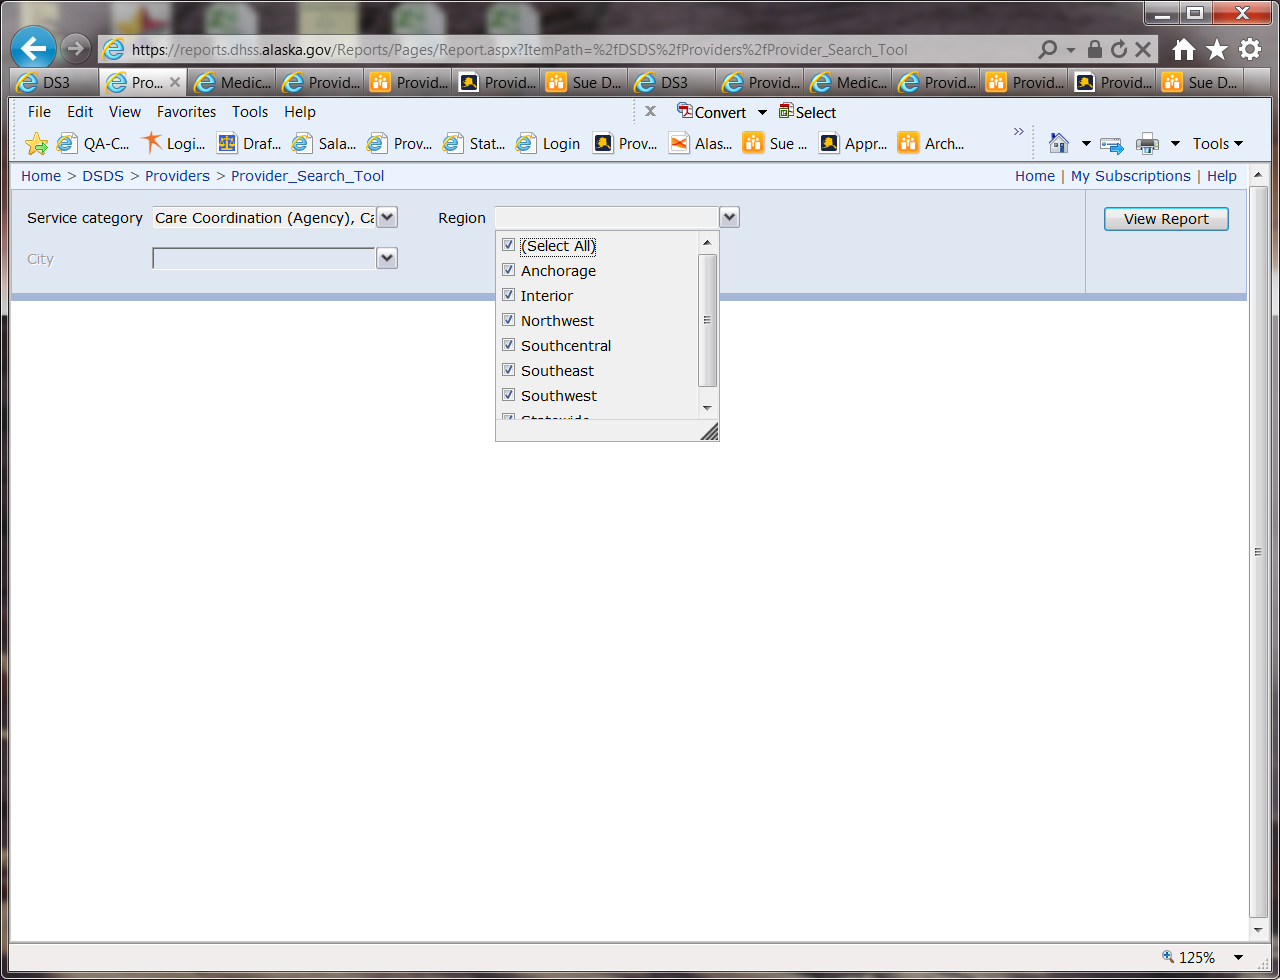 https://reports.dhss.alaska.gov/Reports/Pages/Report.aspx?ItemPath=%2fDSDS%2fProviders%2fProvider_Search_Tool
DS3 Pro... Medic... Provid... Provid... Provid... Sue D... DS3 Provid... Medic... Provid... Provid... Provid... Sue D...
File Edit View Favorites Tools Help x Convert Select
QA-C... Logi... Draf... Sala... Prov... Stat... Login Prov... Alas... Sue ... Appr... Arch... » Tools
Home > DSDS > Providers > Provider_Search_Tool Home | My Subscriptions | Help
Service category Care Coordination (Agency), Ca Region View Report
City
(Select All)
Anchorage
Interior
Northwest
Southcentral
Southeast
Southwest
Statewide
125%